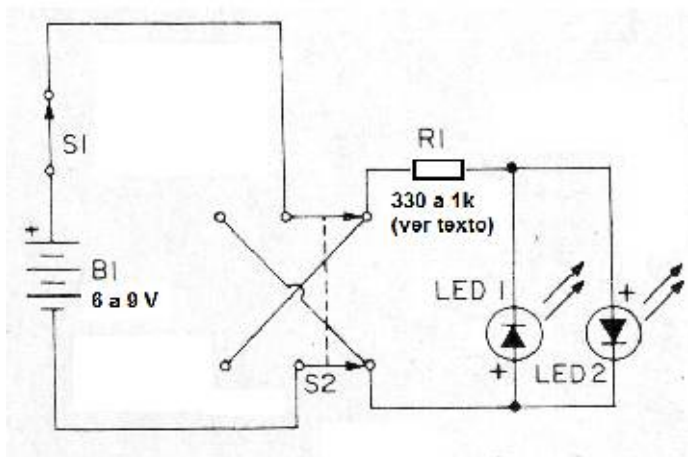 S1
+
B1
6 a 9 V
S2
R1
330 a 1k
(ver texto)
LED 1
+
+
LED 2